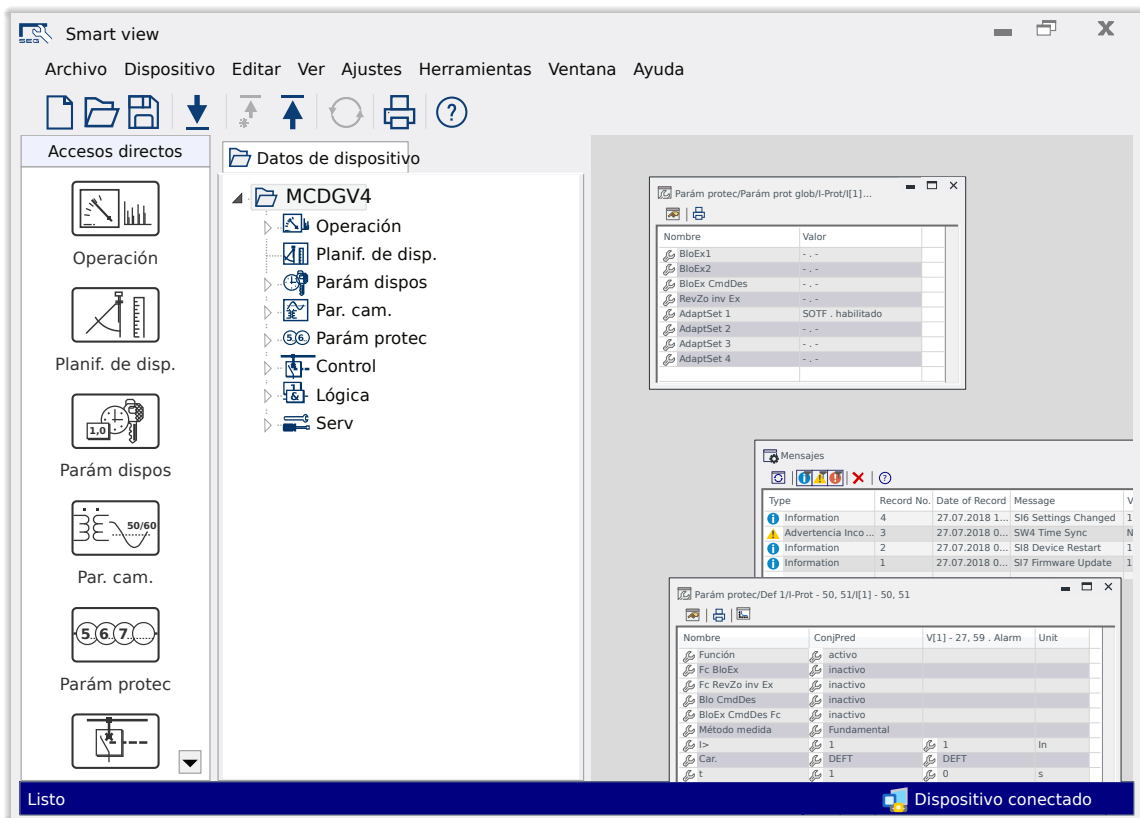 SEG Smart view
Archivo Dispositivo Editar Ver Ajustes Herramientas Ventana Ayuda
Accesos directos
Operación
Planif. de disp.
1,0
Parám dispos
50/60
Par. cam.
5 6 7
Parám protec
Datos de dispositivo
MCDGV4
Operación
Planif. de disp.
Parám dispos
Par. cam.
5 6 Parám protec
Control
1 & Lógica
Serv
Parám protec/Parám prot glob/I-Prot/I[1]...
Nombre Valor
BloEx1 - . -
BloEx2 - . -
BloEx CmdDes - . -
RevZo inv Ex - . -
AdaptSet 1 SOTF . habilitado
AdaptSet 2 - . -
AdaptSet 3 - . -
AdaptSet 4 - . -
Mensajes
Type Record No. Date of Record Message V
Information 4 27.07.2018 1... SI6 Settings Changed 1
Advertencia Inco ... 3 27.07.2018 0... SW4 Time Sync N
Information 2 27.07.2018 0... SI8 Device Restart 1
Information 1 27.07.2018 0... SI7 Firmware Update 1
Parám protec/Def 1/I-Prot - 50, 51/I[1] - 50, 51
Nombre ConjPred V[1] - 27, 59 . Alarm Unit
Función activo
Fc BloEx inactivo
Fc RevZo inv Ex inactivo
Blo CmdDes inactivo
BloEx CmdDes Fc inactivo
Método medida Fundamental
I> 1 1 In
Car. DEFT DEFT
t 1 0 s
Listo
Dispositivo conectado